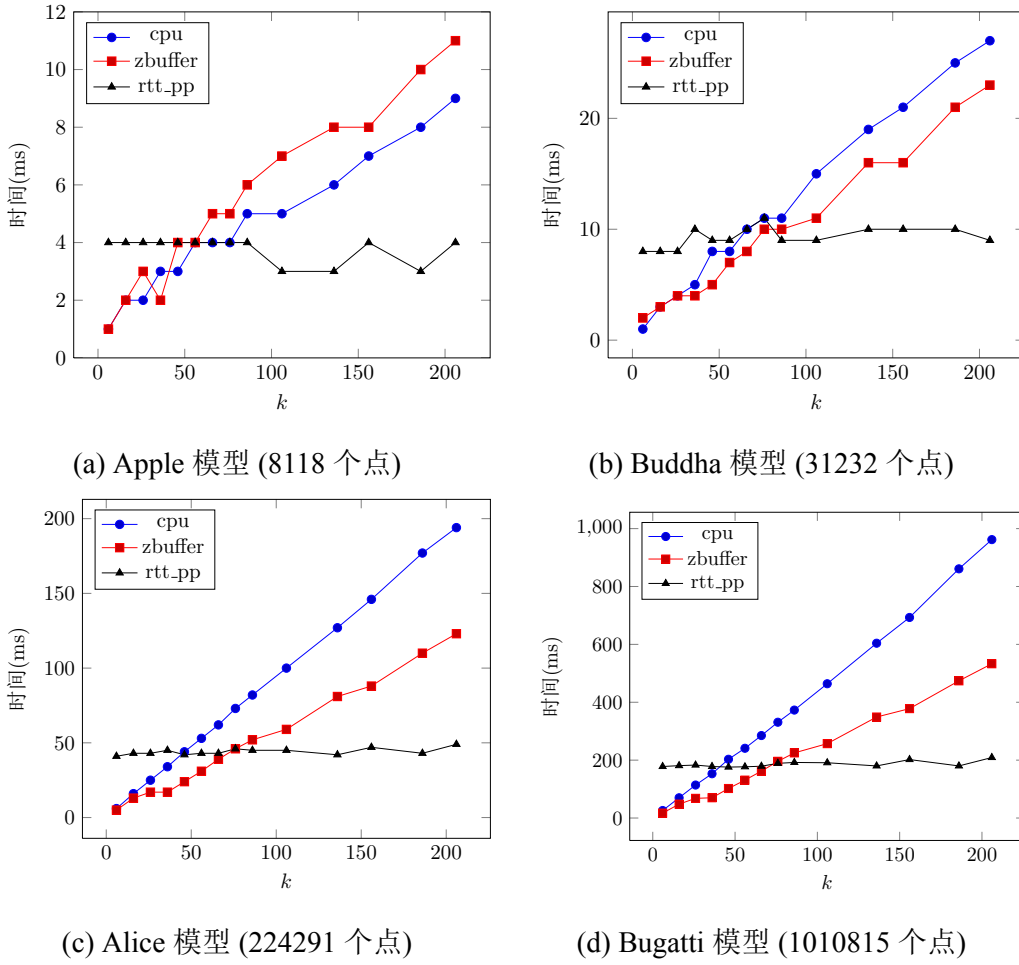 12
10
8
6
4
2
0
时间(ms)
cpu
zbuffer
rtt_pp
0 50 100 150 200
k
(a) Apple 模型 (8118 个点)
20
10
0
时间(ms)
cpu
zbuffer
rtt_pp
0 50 100 150 200
k
(b) Buddha 模型 (31232 个点)
200
150
100
50
0
时间(ms)
cpu
zbuffer
rtt_pp
0 50 100 150 200
k
(c) Alice 模型 (224291 个点)
1,000
800
600
400
200
0
时间(ms)
cpu
zbuffer
rtt_pp
0 50 100 150 200
k
(d) Bugatti 模型 (1010815 个点)